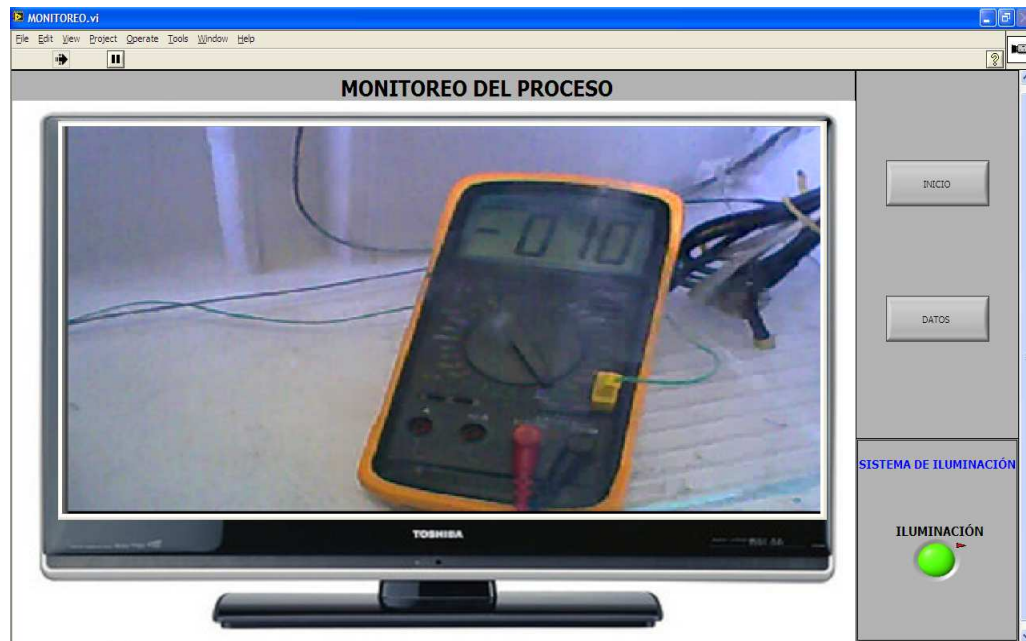 MONITOREO.vi
File Edit View Project Operate Tools Window Help
MONITOREO DEL PROCESO
-010
INICIO
DATOS
SISTEMA DE ILUMINACIÓN
ILUMINACIÓN
TOSHIBA